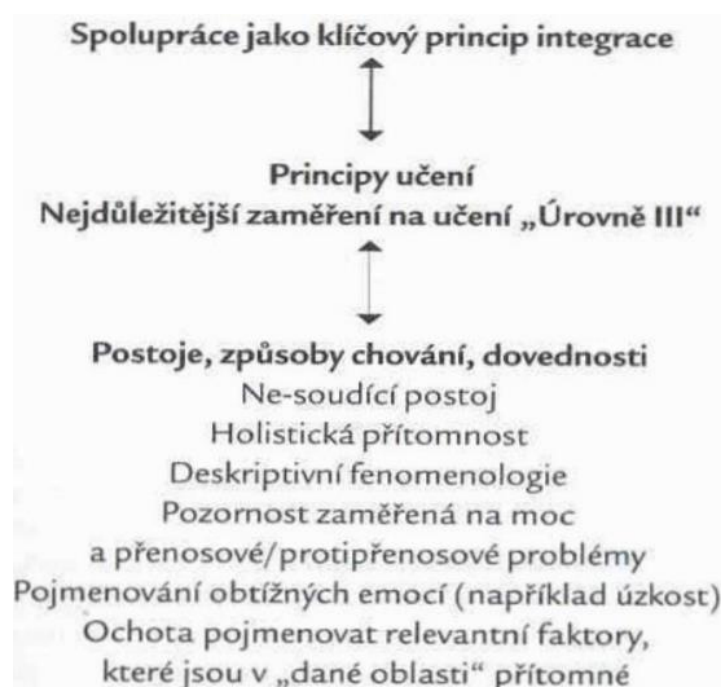 Spolupráce jako klíčový princip integrace
Principy učení
Nejdůležitější zaměření na učení „Úrovně III“
Postoje, způsoby chování, dovednosti
Ne-soudící postoj
Holistická přítomnost
Deskriptivní fenomenologie
Pozornost zaměřená na moc
a přenosové/protipřenosové problémy
Pojmenování obtížných emocí (například úzkost)
Ochota pojmenovat relevantní faktory,
které jsou v „dané oblasti“ přítomné